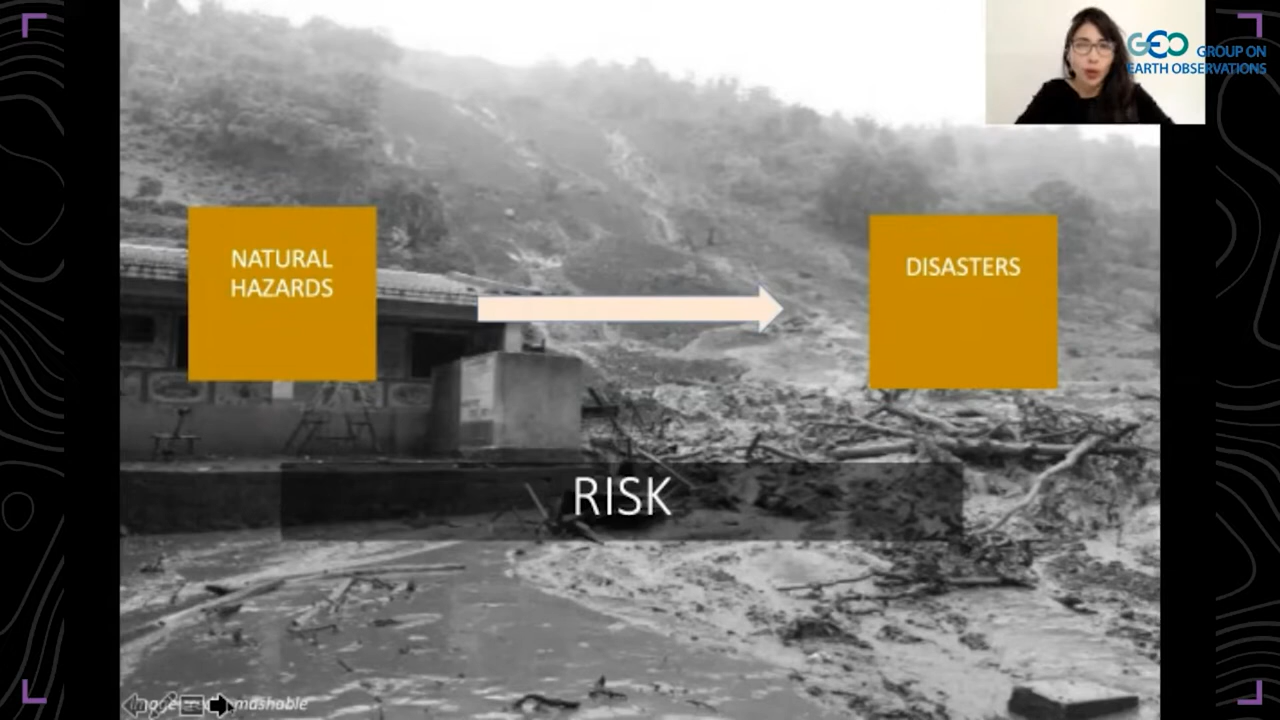 GEO GROUP ON
EARTH OBSERVATIONS
NATURAL
HAZARDS
DISASTERS
RISK
mashable